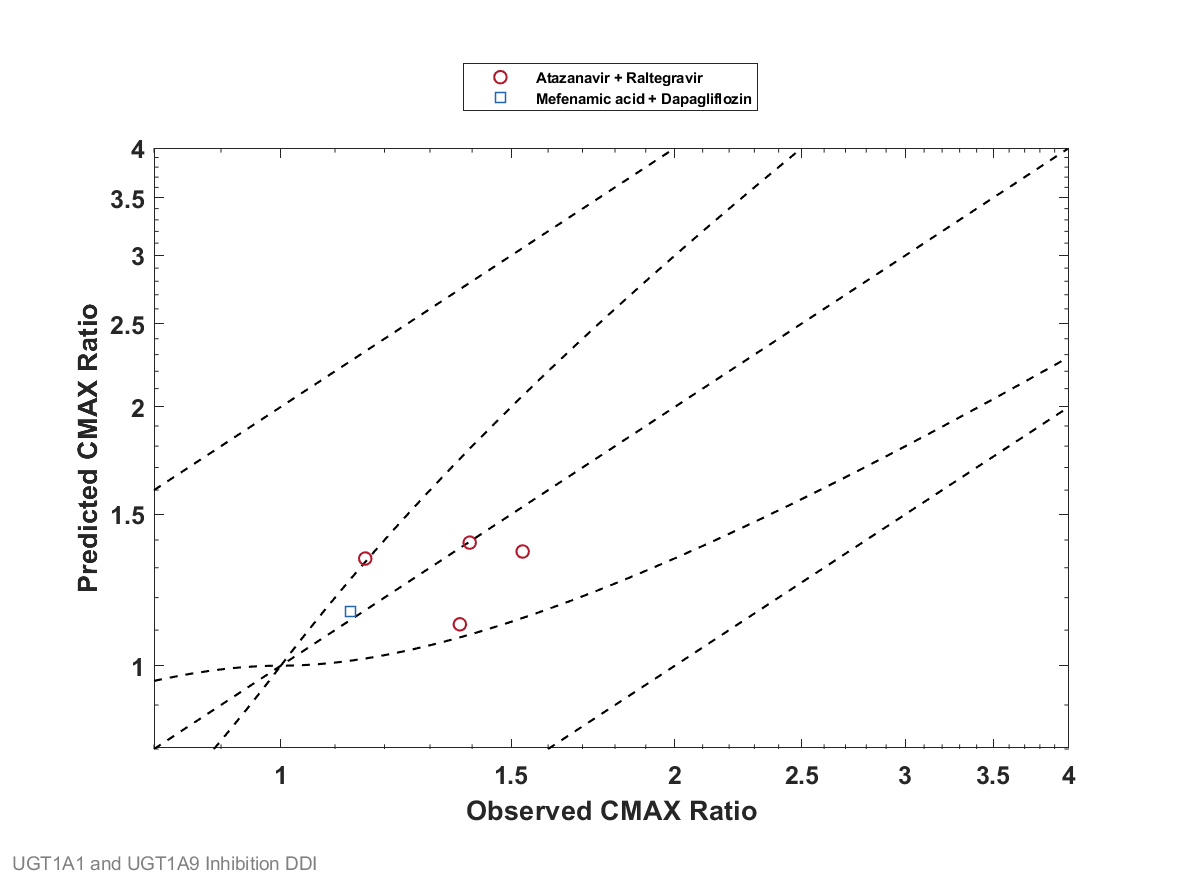 Atazanavir + Raltegravir
Mefenamic acid + Dapagliflozin
4
3.5
3
2.5
2
1.5
1
Predicted CMAX Ratio
1
1.5
2
2.5
3
3.5
4
Observed CMAX Ratio
UGT1A1 and UGT1A9 Inhibition DDI